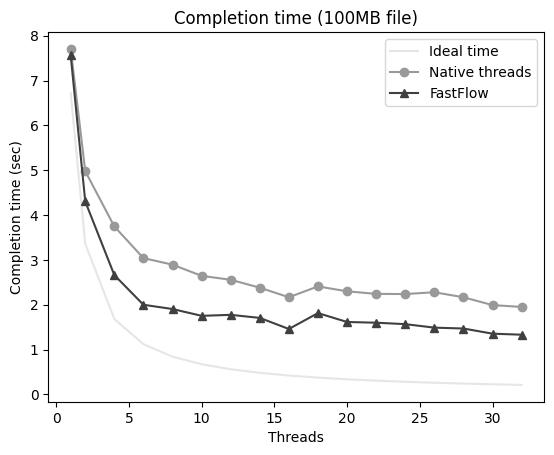 Completion time (100MB file)
8
7
6
5
4
3
2
1
0
Completion time (sec)
Ideal time
Native threads
FastFlow
0 5 10 15 20 25 30
Threads